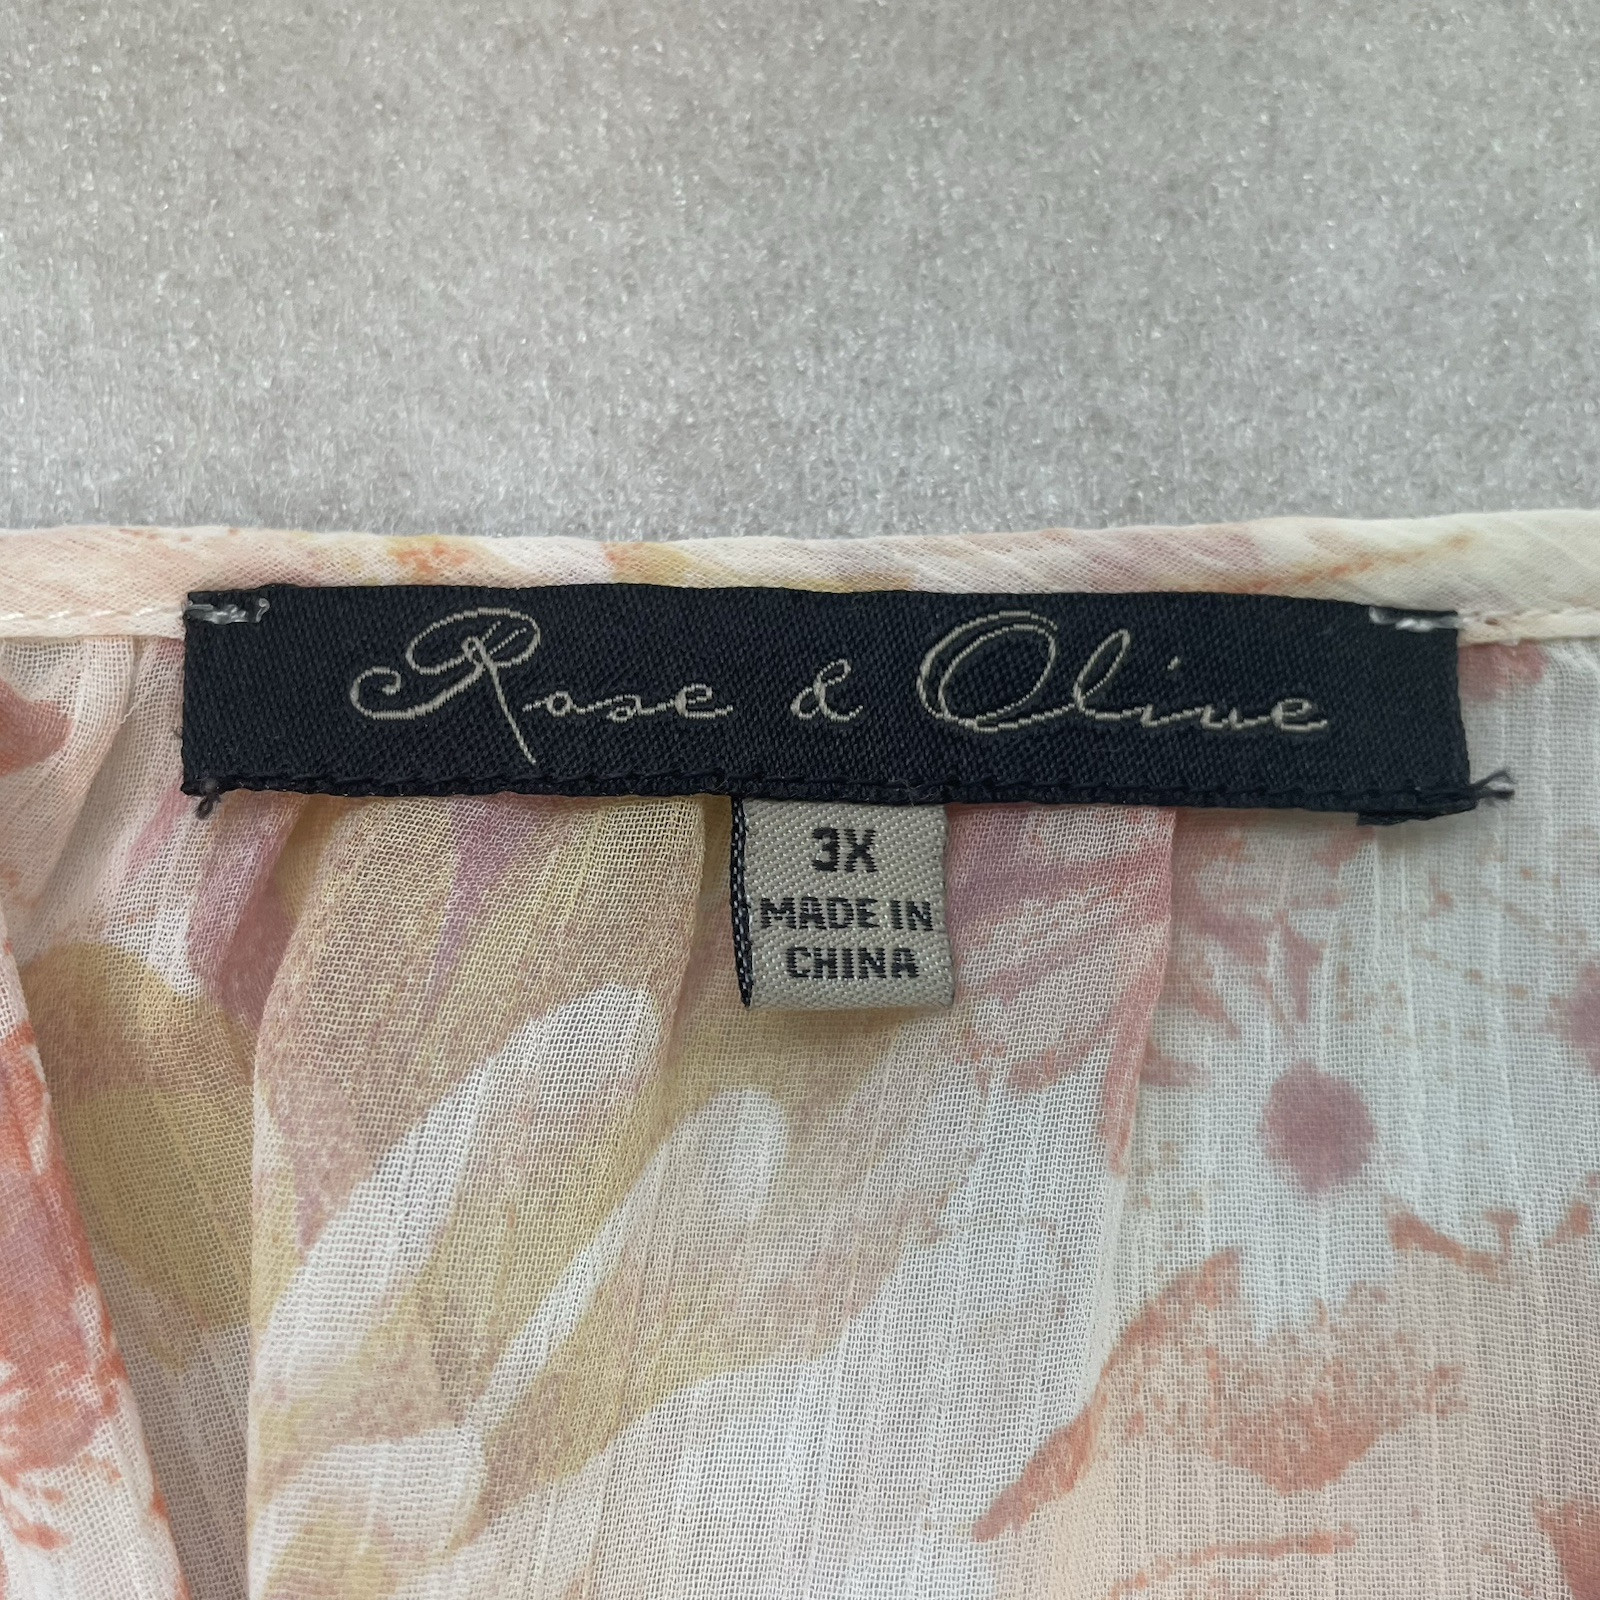 Rose & Olive
3X
MADE IN
CHINA